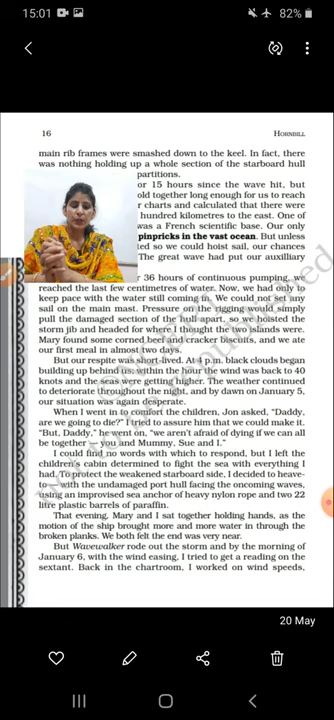 15:01 82%
16 HORNBILL
main rib frames were smashed down to the keel. In fact, there
was nothing holding up a whole section of the starboard hull
partitions.
or 15 hours since the wave hit, but
old together long enough for us to reach
r charts and calculated that there were
hundred kilometres to the east. One of
was a French scientific base. Our only
pinpricks in the vast ocean. But unless
ted so we could hoist sail, our chances
The great wave had put our auxilliary
r 36 hours of continuous pumping, we
reached the last few centimetres of water. Now, we had only to
keep pace with the water still coming in. We could not set any
sail on the main mast. Pressure on the rigging would simply
pull the damaged section of the hull apart, so we hoisted the
storm jib and headed for where I thought the two islands were.
Mary found some corned beef and cracker biscuits, and we ate
our first meal in almost two days.
But our respite was short-lived. At 4 p.m. black clouds began
building up behind us; within the hour the wind was back to 40
knots and the seas were getting higher. The weather continued
to deteriorate throughout the night, and by dawn on January 5,
our situation was again desperate.
When I went in to comfort the children, Jon asked, “Daddy,
are we going to die?” I tried to assure him that we could make it.
“But, Daddy,” he went on, “we aren’t afraid of dying if we can all
be together — you and Mummy, Sue and I.”
I could find no words with which to respond, but I left the
children’s cabin determined to fight the sea with everything I
had. To protect the weakened starboard side, I decided to heave-
to — with the undamaged port hull facing the oncoming waves,
using an improvised sea anchor of heavy nylon rope and two 22
litre plastic barrels of paraffin.
That evening, Mary and I sat together holding hands, as the
motion of the ship brought more and more water in through the
broken planks. We both felt the end was very near.
But Wavewalker rode out the storm and by the morning of
January 6, with the wind easing, I tried to get a reading on the
sextant. Back in the chartroom, I worked on wind speeds,
20 May